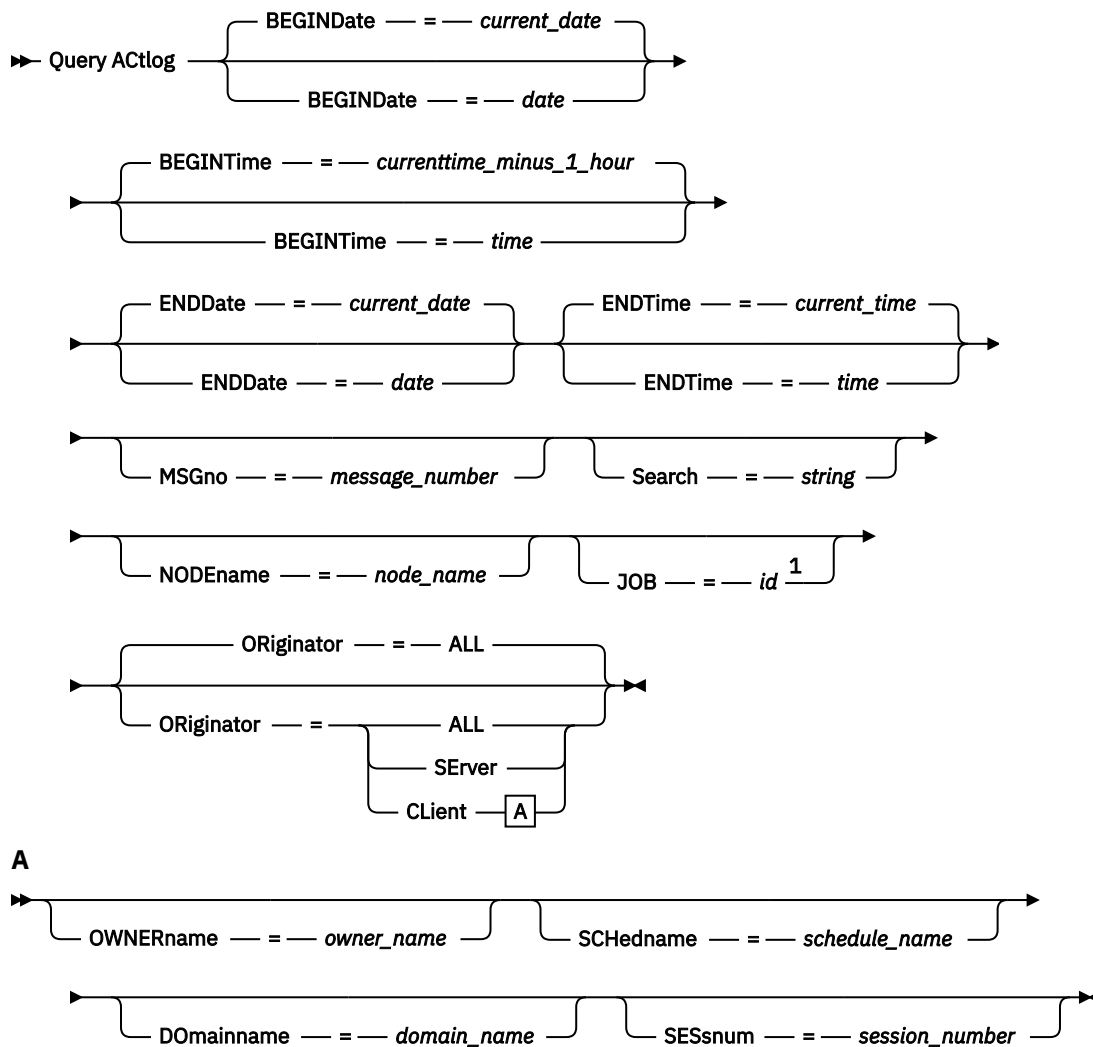 BEGINDate = current_date
Query ACtlog
BEGINDate = date
BEGINTime = currenttime_minus_1_hour
BEGINTime = time
ENDDate = current_date ENDTime = current_time
ENDDate = date ENDTime = time
MSGno = message_number Search = string
NODEname = node_name JOB = id 1
ORiginator = ALL
ORiginator = ALL
SErver
CLient A
A
OWNERname = owner_name SCHedname = schedule_name
DOmainname = domain_name SESsnum = session_number